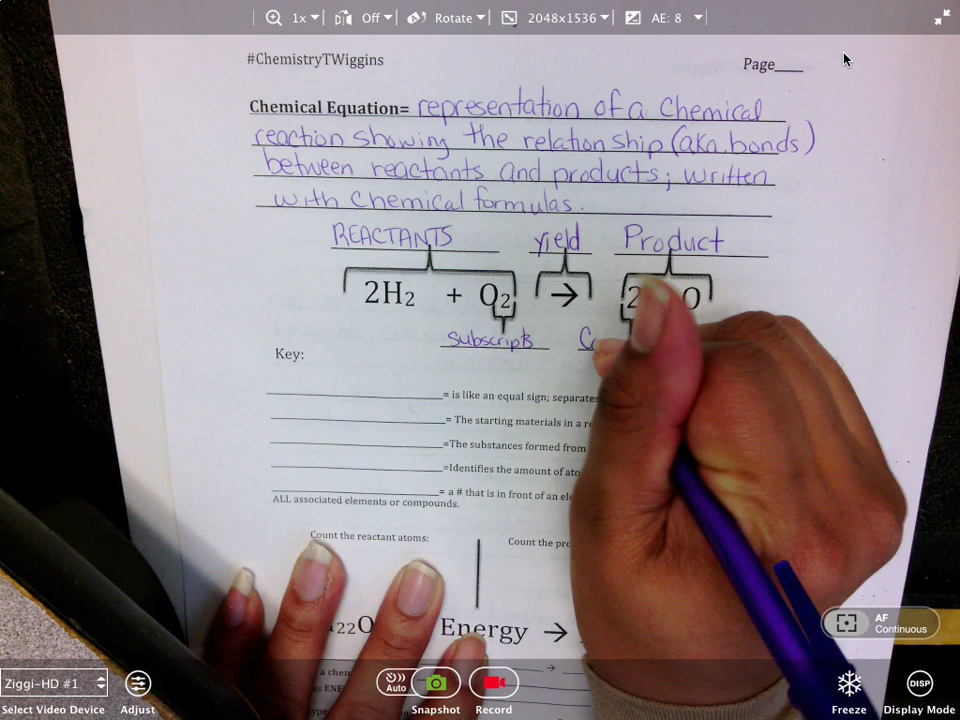 1x Off Rotate 2048x1536 AE: 8
#ChemistryTWiggins
Page___
Chemical Equation= representation of a Chemical
reaction showing the relationship (aka bonds)
between reactants and products; written
with Chemical formulas.
REACTANTS yield Product
2H2 + O2 → 2 O
subscripts
Key:
= is like an equal sign; separates
= The starting materials in a
=The substances formed from
=Identifies the amount of
= a # that is in front of an
ALL associated elements or compounds.
Count the reactant atoms:
Count the
22O Energy →
AF
Continuous
Ziggi-HD #1
Auto
DISP
Select Video Device Adjust Snapshot Record Freeze Display Mode